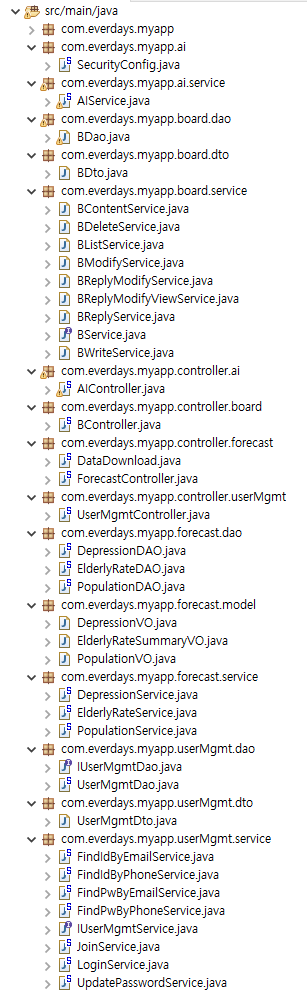 src/main/java
com.everdays.myapp
com.everdays.myapp.ai
SecurityConfig.java
com.everdays.myapp.ai.service
AIService.java
com.everdays.myapp.board.dao
BDao.java
com.everdays.myapp.board.dto
BDto.java
com.everdays.myapp.board.service
BContentService.java
BDeleteService.java
BListService.java
BModifyService.java
BReplyModifyService.java
BReplyModifyViewService.java
BReplyService.java
BService.java
BWriteService.java
com.everdays.myapp.controller.ai
AIController.java
com.everdays.myapp.controller.board
BController.java
com.everdays.myapp.controller.forecast
DataDownload.java
ForecastController.java
com.everdays.myapp.controller.userMgmt
UserMgmtController.java
com.everdays.myapp.forecast.dao
DepressionDAO.java
ElderlyRateDAO.java
PopulationDAO.java
com.everdays.myapp.forecast.model
DepressionVO.java
ElderlyRateSummaryVO.java
PopulationVO.java
com.everdays.myapp.forecast.service
DepressionService.java
ElderlyRateService.java
PopulationService.java
com.everdays.myapp.userMgmt.dao
IUserMgmtDao.java
UserMgmtDao.java
com.everdays.myapp.userMgmt.dto
UserMgmtDto.java
com.everdays.myapp.userMgmt.service
FindIdByEmailService.java
FindIdByPhoneService.java
FindPwByEmailService.java
FindPwByPhoneService.java
IUserMgmtService.java
JoinService.java
LoginService.java
UpdatePasswordService.java